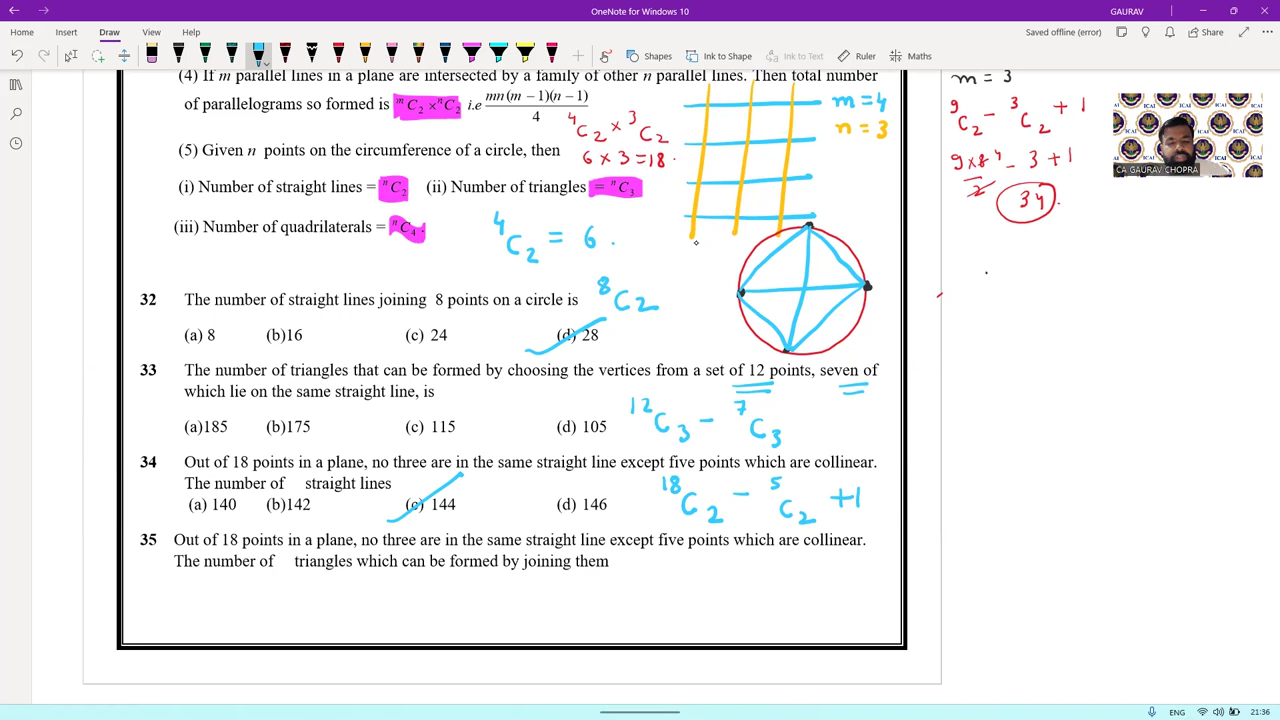 OneNote for Windows 10
GAURAV
Home Insert Draw View Help
Saved offline (error)
Share
Shapes Ink to Shape Ink to Text Ruler Maths
(4) If m parallel lines in a plane are intersected by a family of other n parallel lines. Then total number
of parallelograms so formed is ᵐC₂ ×ⁿC₂ i.e mn(m − 1)(n − 1)/4
⁴C₂ × ³C₂
6 × 3 = 18.
m = 4
n = 3
(5) Given n points on the circumference of a circle, then
(i) Number of straight lines = ⁿC₂ (ii) Number of triangles = ⁿC₃
(iii) Number of quadrilaterals = ⁿC₄.
⁴C₂ = 6.
32 The number of straight lines joining 8 points on a circle is ⁸C₂
(a) 8 (b)16 (c) 24 (d) 28
33 The number of triangles that can be formed by choosing the vertices from a set of 12 points, seven of
which lie on the same straight line, is
(a)185 (b)175 (c) 115 (d) 105
¹²C₃ − ⁷C₃
34 Out of 18 points in a plane, no three are in the same straight line except five points which are collinear.
The number of straight lines
(a) 140 (b)142 (c) 144 (d) 146
¹⁸C₂ − ⁵C₂ +1
35 Out of 18 points in a plane, no three are in the same straight line except five points which are collinear.
The number of triangles which can be formed by joining them
m = 3
⁹C₂ − ³C₂ + 1
9×8/2 4 − 3 + 1
34.
ICAI
CA GAURAV CHOPRA
ENG
21:36